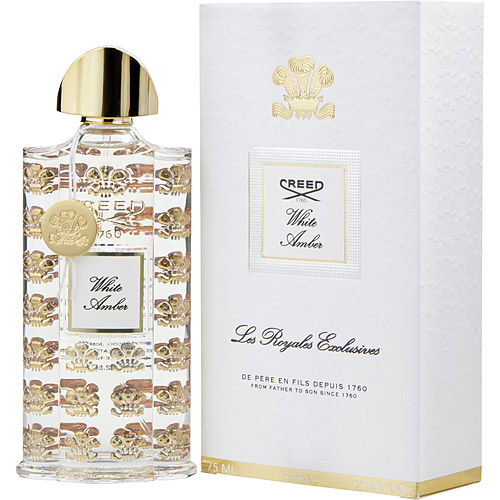 CREED
1760
White
Amber
CREED
1760
White
Amber
Les Royales Exclusives
DE PÈRE EN FILS DEPUIS 1760
FROM FATHER TO SON SINCE 1760
75 ML